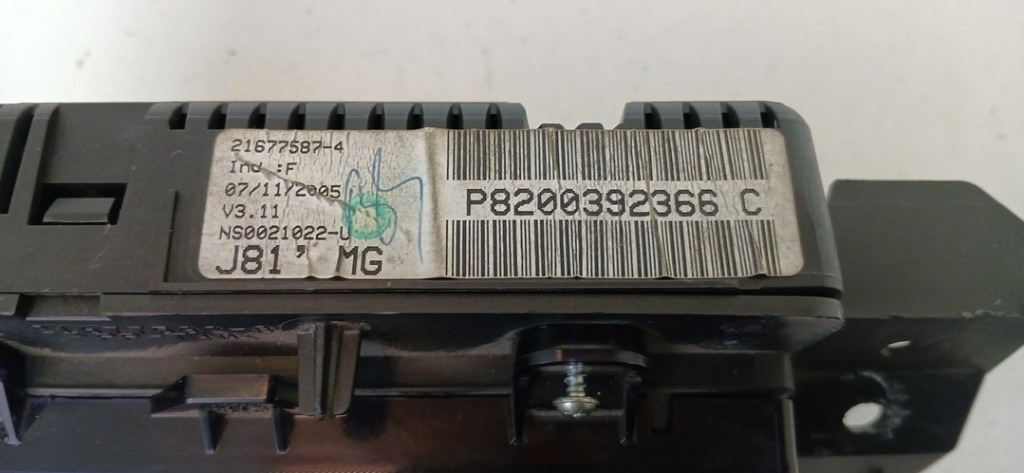 21677587-4
Ind :F
07/11/2005
V3.11
NS0021022-U
J81' MG
P8200392366 C